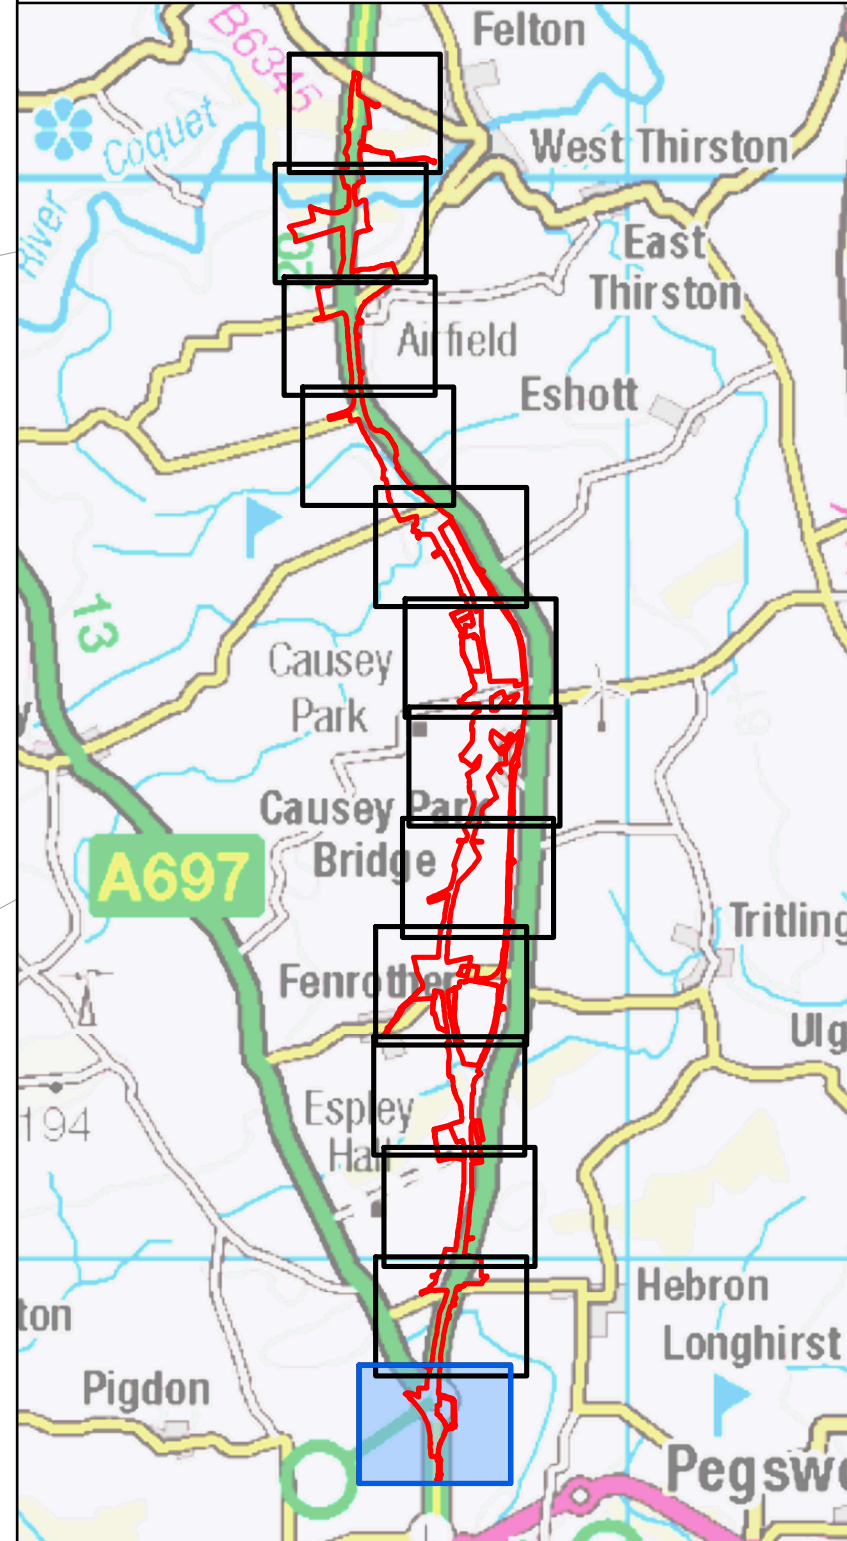 Felton
B6345
Coquet
West Thirston
River
East
Thirston
Airfield
Eshott
13
Causey
Park
Causey Park
Bridge
A697
Tritling
Fenrother
Ulg
Espley
Hall
194
Hebron
ton
Longhirst
Pigdon
Pegswo